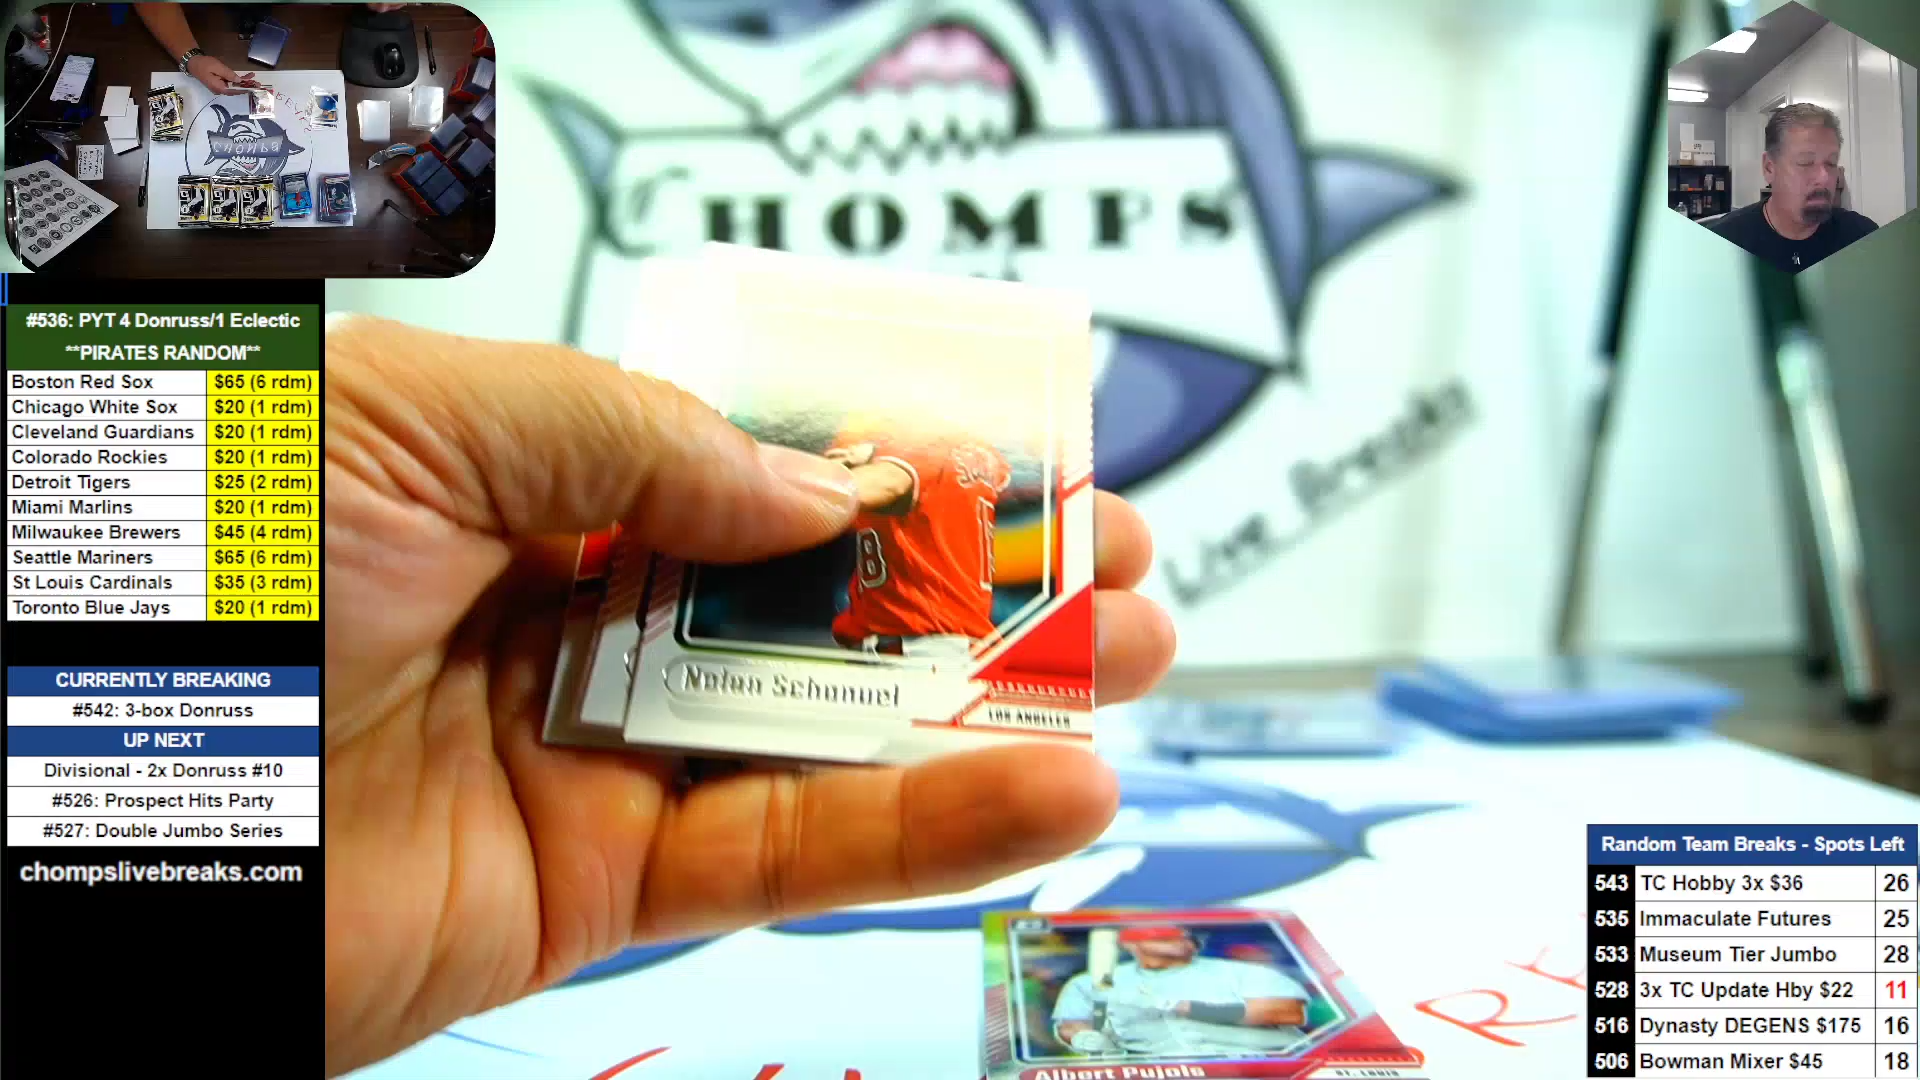 CHOMPS
Live Breaks
#536: PYT 4 Donruss/1 Eclectic
**PIRATES RANDOM**
Boston Red Sox $65 (6 rdm)
Chicago White Sox $20 (1 rdm)
Cleveland Guardians $20 (1 rdm)
Colorado Rockies $20 (1 rdm)
Detroit Tigers $25 (2 rdm)
Miami Marlins $20 (1 rdm)
Milwaukee Brewers $45 (4 rdm)
Seattle Mariners $65 (6 rdm)
St Louis Cardinals $35 (3 rdm)
Toronto Blue Jays $20 (1 rdm)
CURRENTLY BREAKING
#542: 3-box Donruss
UP NEXT
Divisional - 2x Donruss #10
#526: Prospect Hits Party
#527: Double Jumbo Series
chompslivebreaks.com
Nolan Schanuel
LOS ANGELES
Albert Pujols
ST. LOUIS
Random Team Breaks - Spots Left
543 TC Hobby 3x $36 26
535 Immaculate Futures 25
533 Museum Tier Jumbo 28
528 3x TC Update Hby $22 11
516 Dynasty DEGENS $175 16
506 Bowman Mixer $45 18